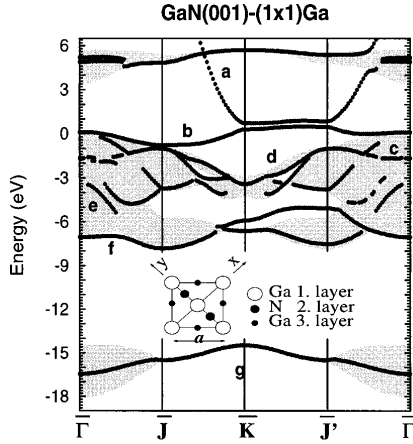 GaN(001)-(1x1)Ga
6
3
0
-3
-6
-9
-12
-15
-18
Energy (eV)
a
b
c
d
e
f
g
y
x
a
Ga 1. layer
N 2. layer
Ga 3. layer
Γ̅ J̅ K̅ J̅' Γ̅